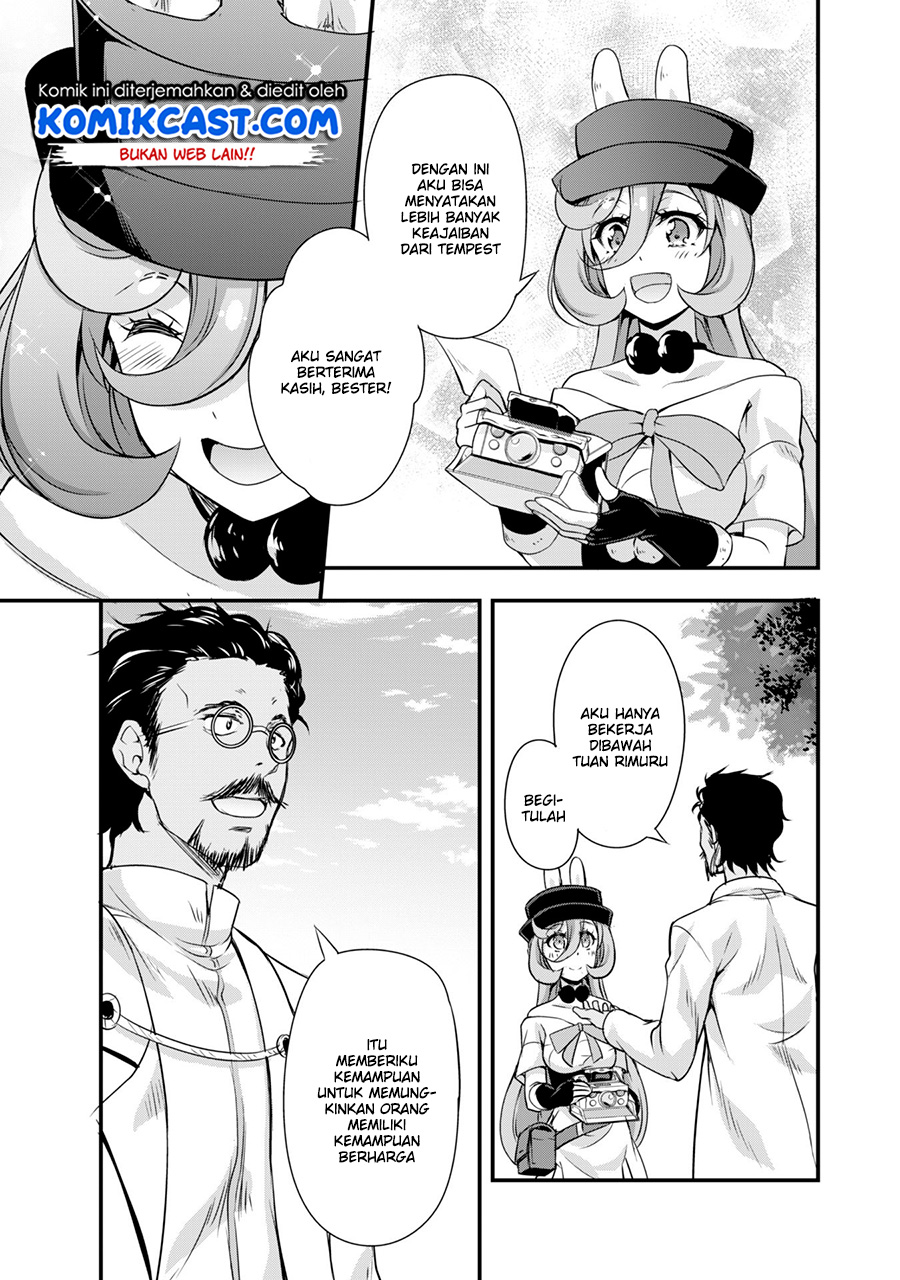 Komik ini diterjemahkan & diedit oleh
KOMIKCAST.COM
BUKAN WEB LAIN!!
DENGAN INI
AKU BISA
MENYATAKAN
LEBIH BANYAK
KEAJAIBAN
DARI TEMPEST
AKU SANGAT
BERTERIMA
KASIH, BESTER!
AKU HANYA
BEKERJA
DIBAWAH
TUAN RIMURU
BEGI-
TULAH
ITU
MEMBERIKU
KEMAMPUAN
UNTUK MEMUNG-
KINKAN ORANG
MEMILIKI
KEMAMPUAN
BERHARGA